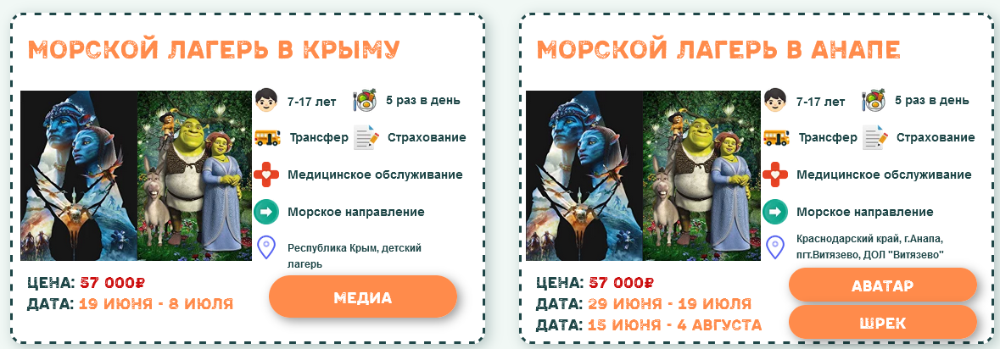 МОРСКОЙ ЛАГЕРЬ В КРЫМУ
7-17 лет
5 раз в день
Трансфер
Страхование
Медицинское обслуживание
Морское направление
Республика Крым, детский
лагерь
ЦЕНА: 57 000₽
ДАТА: 19 ИЮНЯ - 8 ИЮЛЯ
МЕДИА
МОРСКОЙ ЛАГЕРЬ В АНАПЕ
7-17 лет
5 раз в день
Трансфер
Страхование
Медицинское обслуживание
Морское направление
Краснодарский край, г.Анапа,
пгт.Витязево, ДОЛ "Витязево"
ЦЕНА: 57 000₽
ДАТА: 29 ИЮНЯ - 19 ИЮЛЯ
ДАТА: 15 ИЮНЯ - 4 АВГУСТА
АВАТАР
ШРЕК